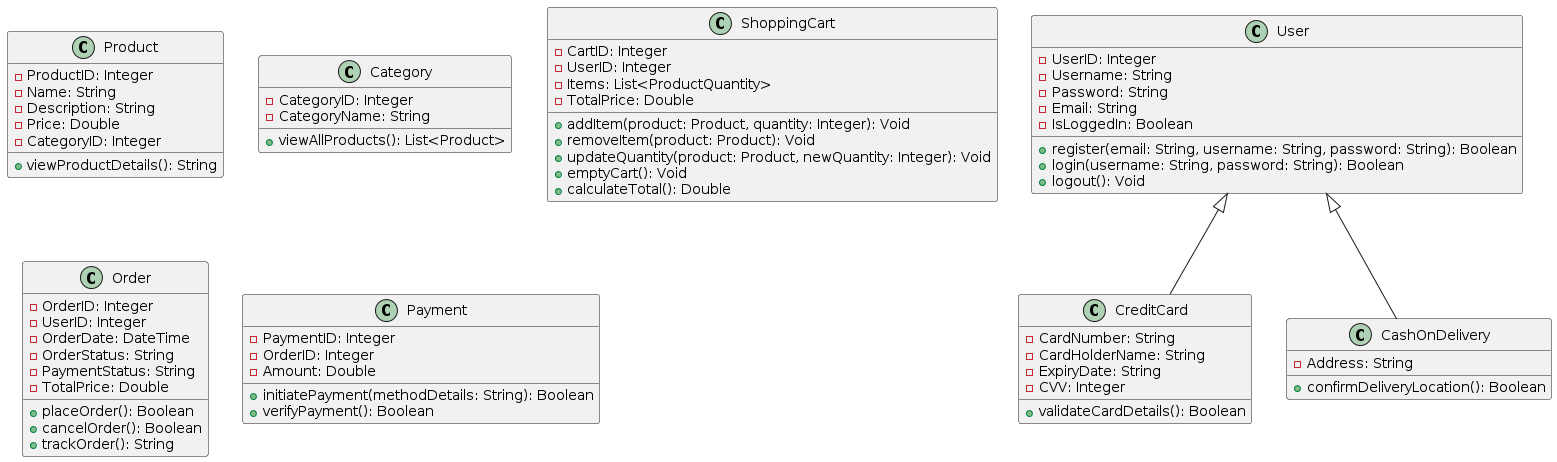 Product
ProductID: Integer
Name: String
Description: String
Price: Double
CategoryID: Integer
viewProductDetails(): String
Category
CategoryID: Integer
CategoryName: String
viewAllProducts(): List<Product>
ShoppingCart
CartID: Integer
UserID: Integer
Items: List<ProductQuantity>
TotalPrice: Double
addItem(product: Product, quantity: Integer): Void
removeItem(product: Product): Void
updateQuantity(product: Product, newQuantity: Integer): Void
emptyCart(): Void
calculateTotal(): Double
User
UserID: Integer
Username: String
Password: String
Email: String
IsLoggedIn: Boolean
register(email: String, username: String, password: String): Boolean
login(username: String, password: String): Boolean
logout(): Void
Order
OrderID: Integer
UserID: Integer
OrderDate: DateTime
OrderStatus: String
PaymentStatus: String
TotalPrice: Double
placeOrder(): Boolean
cancelOrder(): Boolean
trackOrder(): String
Payment
PaymentID: Integer
OrderID: Integer
Amount: Double
initiatePayment(methodDetails: String): Boolean
verifyPayment(): Boolean
CreditCard
CardNumber: String
CardHolderName: String
ExpiryDate: String
CVV: Integer
validateCardDetails(): Boolean
CashOnDelivery
Address: String
confirmDeliveryLocation(): Boolean